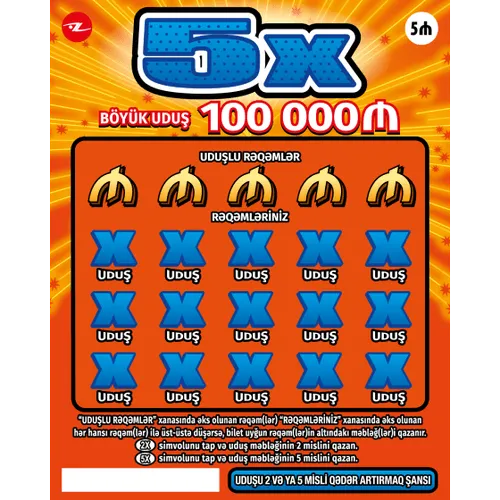 5X
1
5₼
BÖYÜK UDUŞ 100 000₼
UDUŞLU RƏQƏMLƏR
₼ ₼ ₼ ₼ ₼
RƏQƏMLƏRİNİZ
X X X X X
UDUŞ UDUŞ UDUŞ UDUŞ UDUŞ
X X X X X
UDUŞ UDUŞ UDUŞ UDUŞ UDUŞ
X X X X X
UDUŞ UDUŞ UDUŞ UDUŞ UDUŞ
"UDUŞLU RƏQƏMLƏR" xanasında əks olunan rəqəm(lər) "RƏQƏMLƏRİNİZ" xanasında əks olunan
hər hansı rəqəm(lər) ilə üst-üstə düşərsə, bilet uyğun rəqəm(lər)in altındakı məbləğ(lər)i qazanır.
2X simvolunu tap və uduş məbləğinin 2 mislini qazan.
5X simvolunu tap və uduş məbləğinin 5 mislini qazan.
UDUŞU 2 VƏ YA 5 MİSLİ QƏDƏR ARTIRMAQ ŞANSI